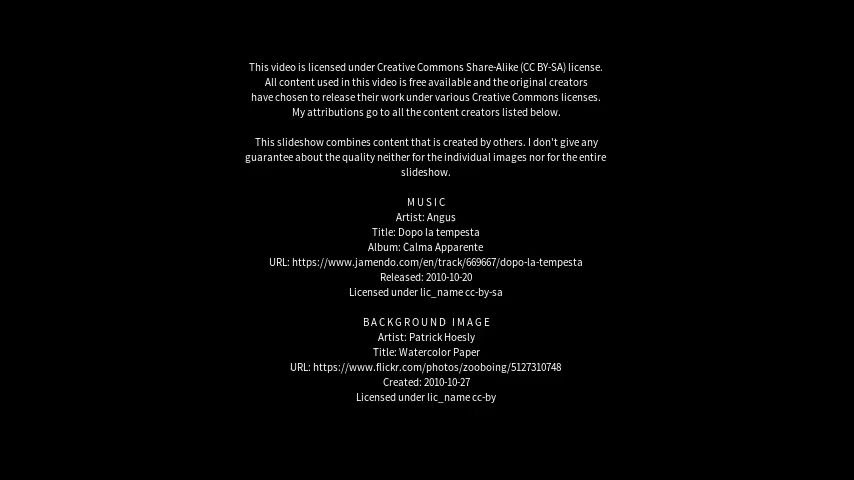 This video is licensed under Creative Commons Share-Alike (CC BY-SA) license.
All content used in this video is free available and the original creators
have chosen to release their work under various Creative Commons licenses.
My attributions go to all the content creators listed below.
This slideshow combines content that is created by others. I don't give any
guarantee about the quality neither for the individual images nor for the entire
slideshow.
MUSIC
Artist: Angus
Title: Dopo la tempesta
Album: Calma Apparente
URL: https://www.jamendo.com/en/track/669667/dopo-la-tempesta
Released: 2010-10-20
Licensed under lic_name cc-by-sa
BACKGROUND IMAGE
Artist: Patrick Hoesly
Title: Watercolor Paper
URL: https://www.flickr.com/photos/zooboing/5127310748
Created: 2010-10-27
Licensed under lic_name cc-by